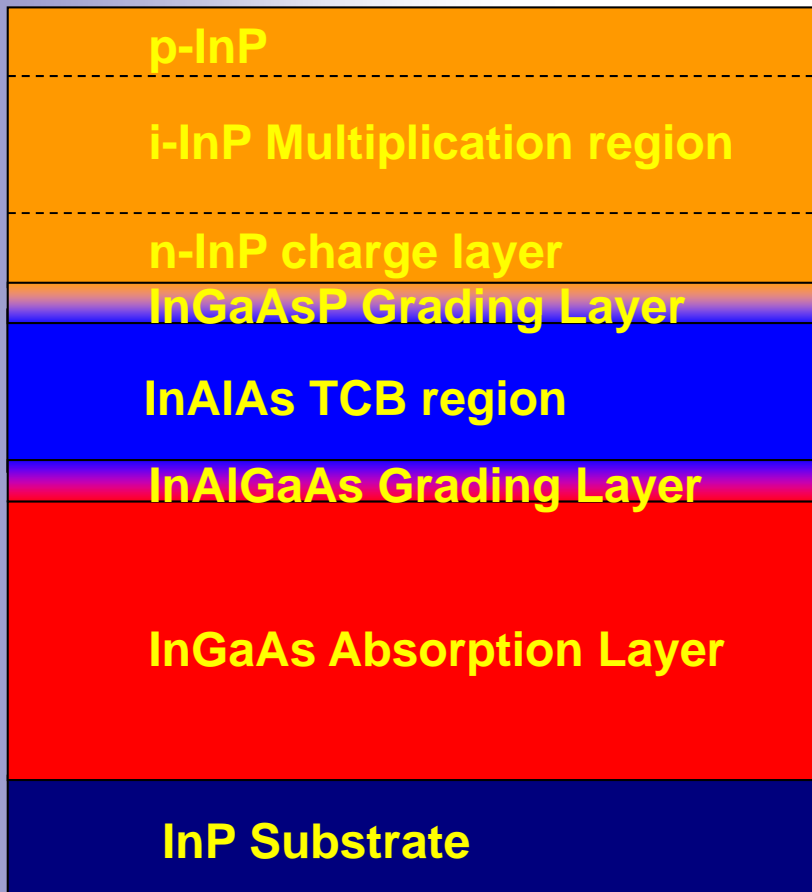 p-InP
i-InP Multiplication region
n-InP charge layer
InGaAsP Grading Layer
InAlAs TCB region
InAlGaAs Grading Layer
InGaAs Absorption Layer
InP Substrate